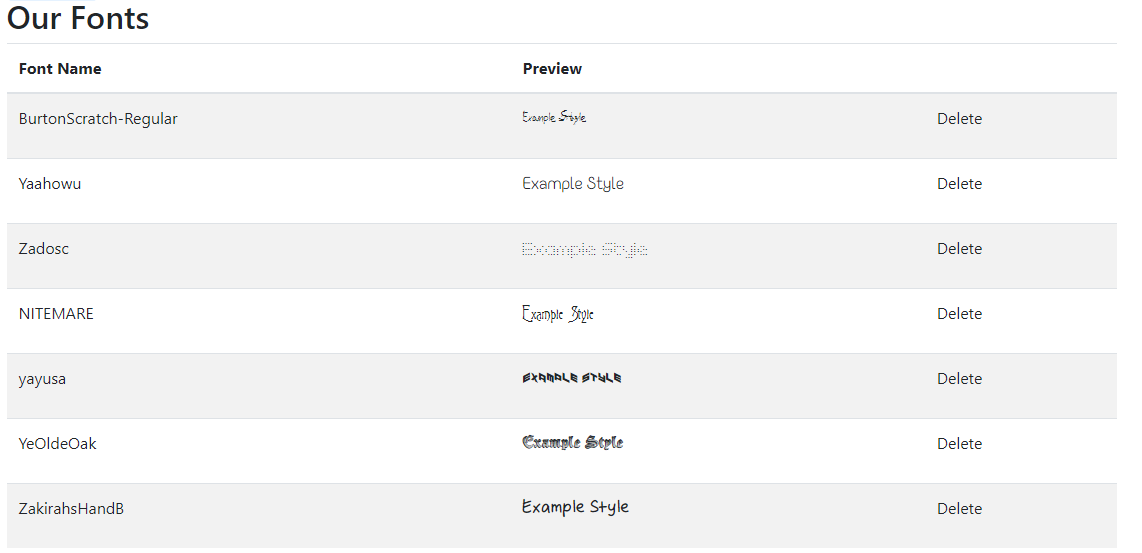 Our Fonts
Font Name Preview
BurtonScratch-Regular Example Style Delete
Yaahowu Example Style Delete
Zadosc Example Style Delete
NITEMARE Example Style Delete
yayusa EXAMPLE STYLE Delete
YeOldeOak Example Style Delete
ZakirahsHandB Example Style Delete